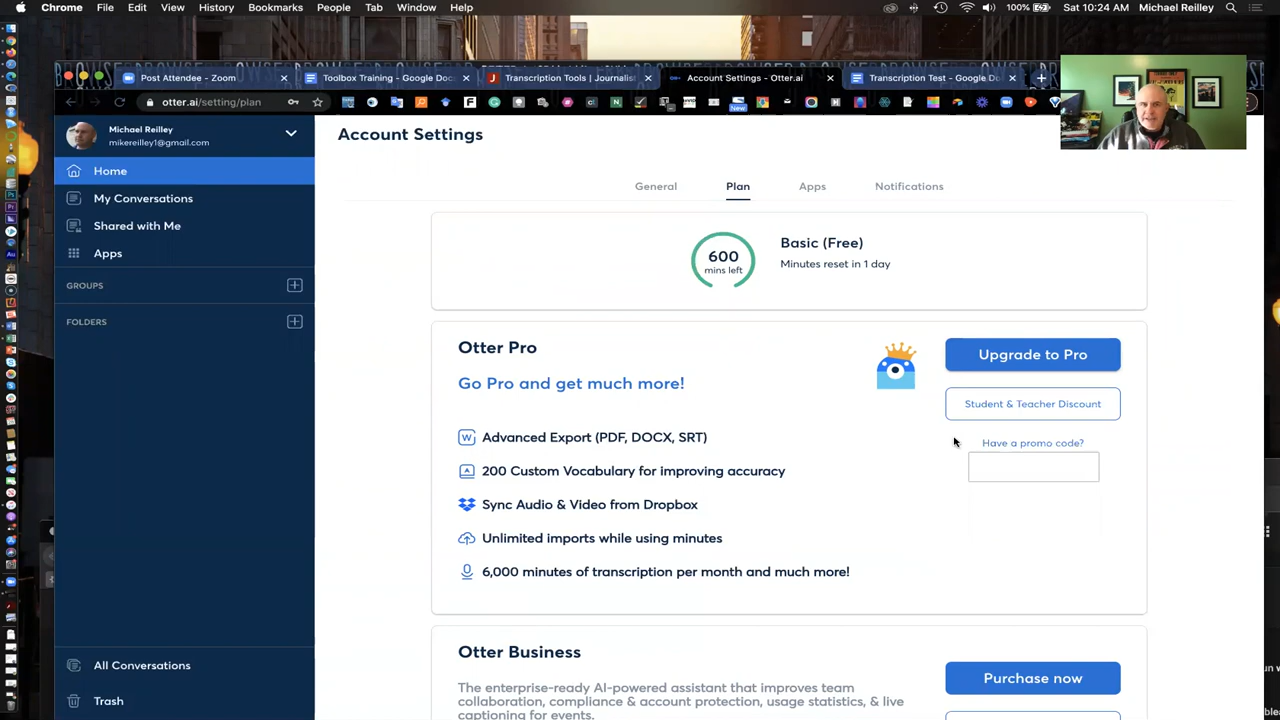 Chrome File Edit View History Bookmarks People Tab Window Help
100% Sat 10:24 AM Michael Reilley
Post Attendee - Zoom
Toolbox Training - Google Doc
Transcription Tools | Journalist
Account Settings - Otter.ai
Transcription Test - Google Do
otter.ai/setting/plan
New
Michael Reilley
mikereilley1@gmail.com
Home
My Conversations
Shared with Me
Apps
GROUPS
FOLDERS
All Conversations
Trash
Account Settings
General Plan Apps Notifications
600
mins left
Basic (Free)
Minutes reset in 1 day
Otter Pro
Go Pro and get much more!
Advanced Export (PDF, DOCX, SRT)
200 Custom Vocabulary for improving accuracy
Sync Audio & Video from Dropbox
Unlimited imports while using minutes
6,000 minutes of transcription per month and much more!
Upgrade to Pro
Student & Teacher Discount
Have a promo code?
Otter Business
The enterprise-ready AI-powered assistant that improves team
collaboration, compliance & account protection, usage statistics, & live
captioning for events.
Purchase now